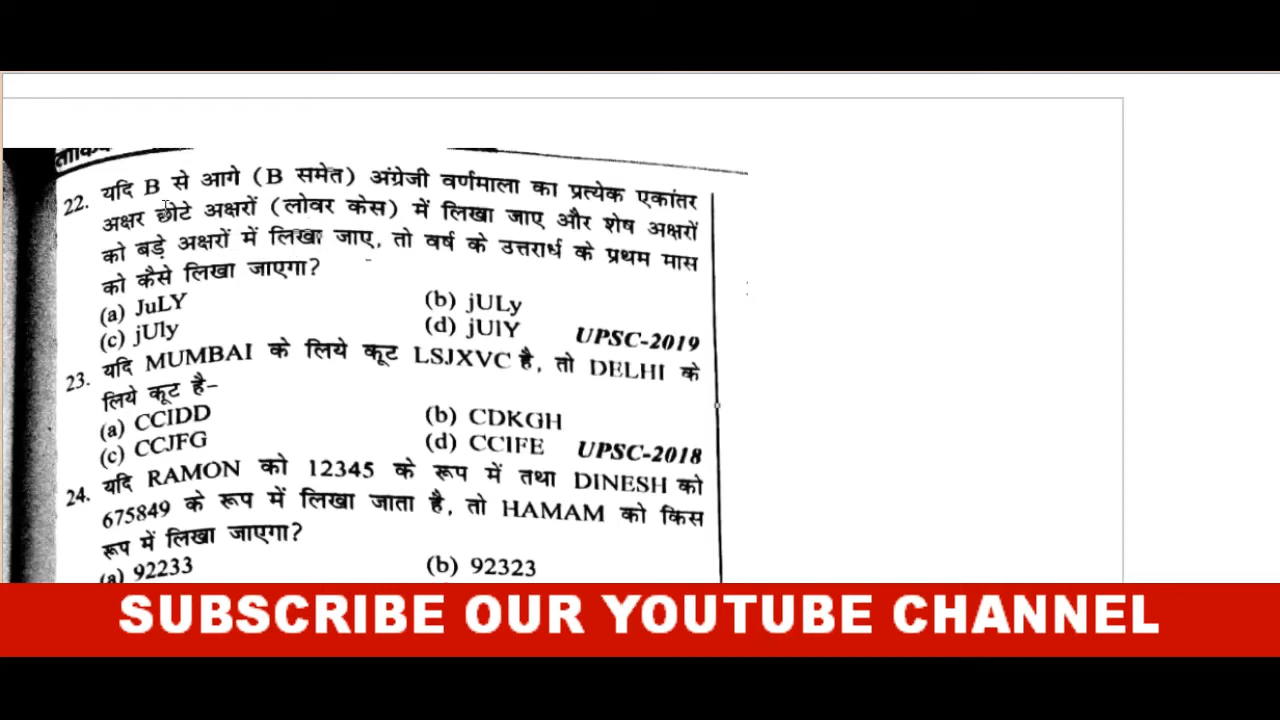 22. यदि B से आगे (B समेत) अंग्रेजी वर्णमाला का प्रत्येक एकांतर
अक्षर छोटे अक्षरों (लोवर केस) में लिखा जाए और शेष अक्षरों
को बड़े अक्षरों में लिखा जाए, तो वर्ष के उत्तरार्ध के प्रथम मास
को कैसे लिखा जाएगा?
(a) JuLY (b) jULy
(c) jUly (d) jUlY UPSC-2019
23. यदि MUMBAI के लिये कूट LSJXVC है, तो DELHI के
लिये कूट है–
(a) CCIDD (b) CDKGH
(c) CCJFG (d) CCIFE UPSC-2018
24. यदि RAMON को 12345 के रूप में तथा DINESH को
675849 के रूप में लिखा जाता है, तो HAMAM को किस
रूप में लिखा जाएगा?
(a) 92233 (b) 92323
SUBSCRIBE OUR YOUTUBE CHANNEL